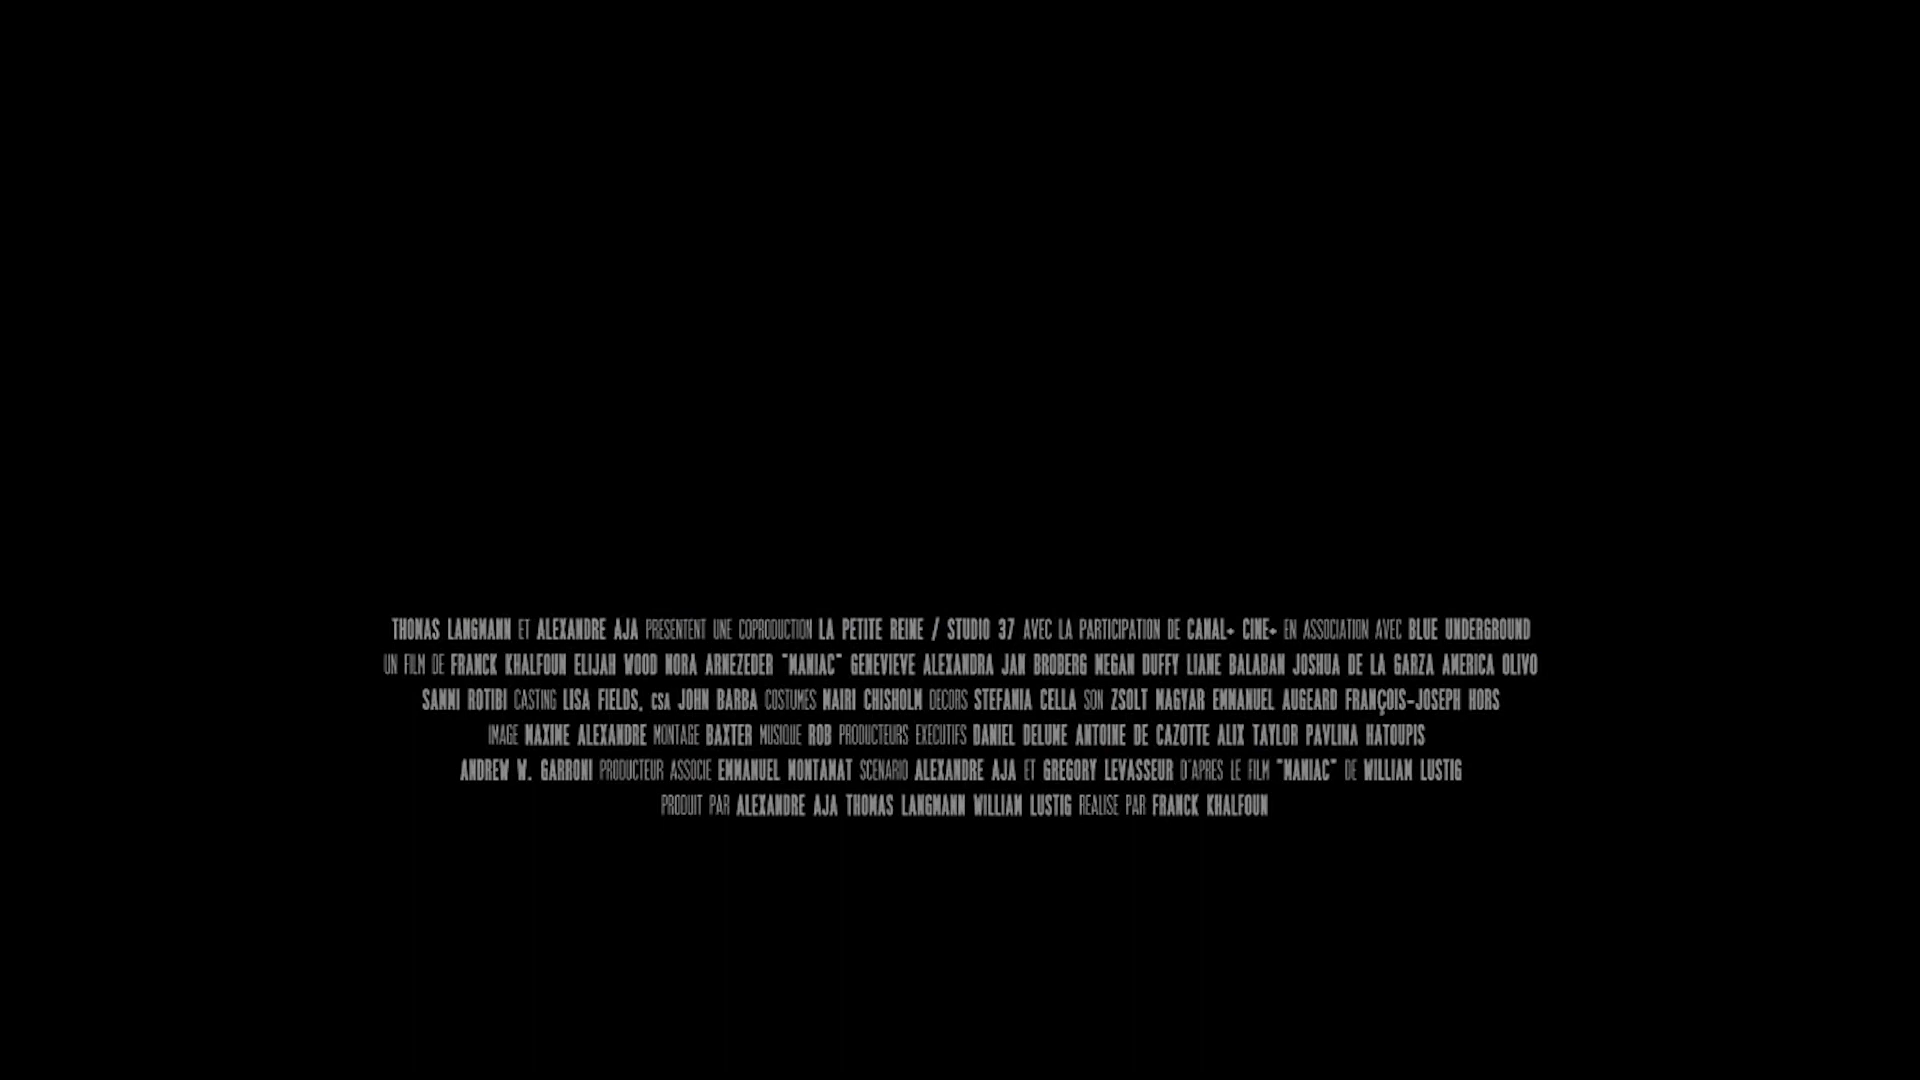 THOMAS LANGMANN ET ALEXANDRE AJA PRESENTENT UNE COPRODUCTION LA PETITE REINE / STUDIO 37 AVEC LA PARTICIPATION DE CANAL+ CINE+ EN ASSOCIATION AVEC BLUE UNDERGROUND
UN FILM DE FRANCK KHALFOUN ELIJAH WOOD NORA ARNEZEDER "MANIAC" GENEVIEVE ALEXANDRA JAN BROBERG MEGAN DUFFY LIANE BALABAN JOSHUA DE LA GARZA AMERICA OLIVO
SAMMI ROTIBI CASTING LISA FIELDS, CSA JOHN BARBA COSTUMES MAIRI CHISHOLM DECORS STEFANIA CELLA SON ZSOLT MAGYAR EMMANUEL AUGEARD FRANÇOIS-JOSEPH HORS
IMAGE MAXIME ALEXANDRE MONTAGE BAXTER MUSIQUE ROB PRODUCTEURS EXECUTIFS DANIEL DELUME ANTOINE DE CAZOTTE ALIX TAYLOR PAVLINA HATOUPIS
ANDREW W. GARRONI PRODUCTEUR ASSOCIE EMMANUEL MONTAMAT SCENARIO ALEXANDRE AJA ET GREGORY LEVASSEUR D'APRES LE FILM "MANIAC" DE WILLIAM LUSTIG
PRODUIT PAR ALEXANDRE AJA THOMAS LANGMANN WILLIAM LUSTIG REALISE PAR FRANCK KHALFOUN